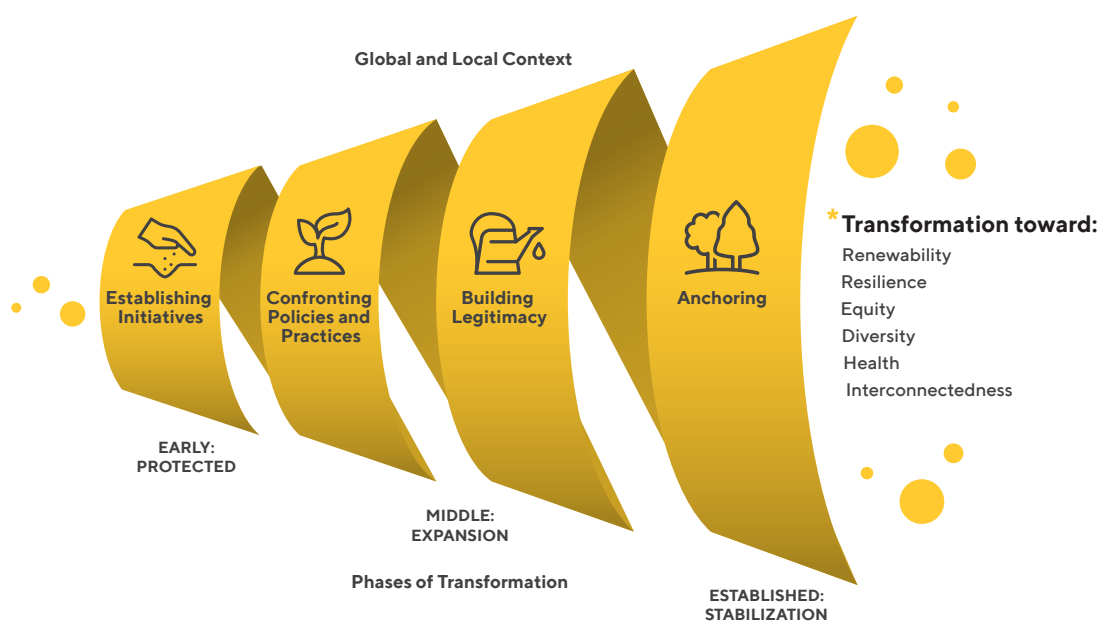 Global and Local Context
Establishing
Initiatives
Confronting
Policies and
Practices
Building
Legitimacy
Anchoring
* Transformation toward:
Renewability
Resilience
Equity
Diversity
Health
Interconnectedness
EARLY:
PROTECTED
MIDDLE:
EXPANSION
Phases of Transformation
ESTABLISHED:
STABILIZATION